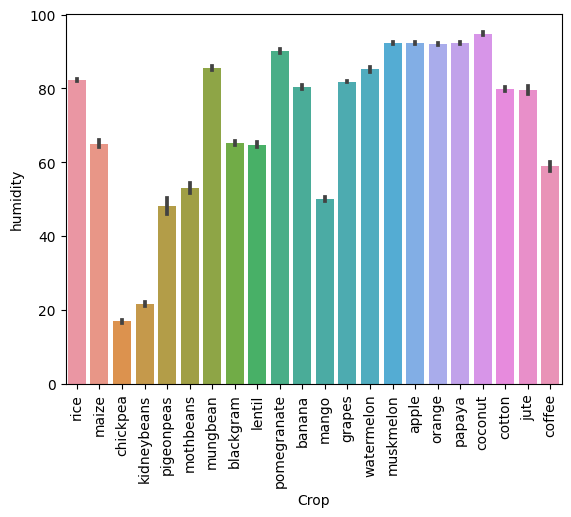 humidity
100
80
60
40
20
0
rice
maize
chickpea
kidneybeans
pigeonpeas
mothbeans
mungbean
blackgram
lentil
pomegranate
banana
mango
grapes
watermelon
muskmelon
apple
orange
papaya
coconut
cotton
jute
coffee
Crop